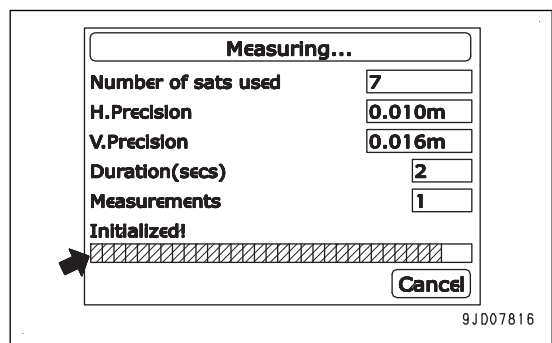 Measuring...
Number of sats used 7
H.Precision 0.010m
V.Precision 0.016m
Duration(secs) 2
Measurements 1
Initialized!
Cancel
9JD07816